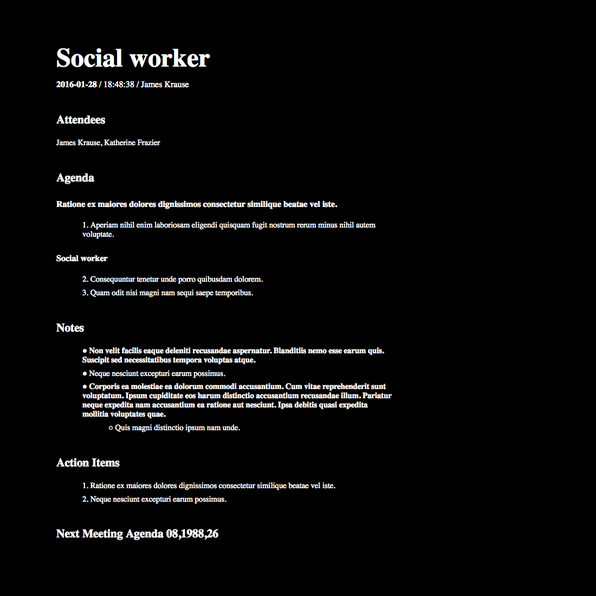 Social worker
2016-01-28 / 18:48:38 / James Krause
Attendees
James Krause, Katherine Frazier
Agenda
Ratione ex maiores dolores dignissimos consectetur similique beatae vel iste.
1. Aperiam nihil enim laboriosam eligendi quisquam fugit nostrum rerum minus nihil autem
voluptate.
Social worker
2. Consequuntur tenetur unde porro quibusdam dolorem.
3. Quam odit nisi magni nam sequi saepe temporibus.
Notes
● Non velit facilis eaque deleniti recusandae aspernatur. Blanditiis nemo esse earum quis.
Suscipit sed necessitatibus tempora voluptas atque.
● Neque nesciunt excepturi earum possimus.
● Corporis ea molestiae ea dolorum commodi accusantium. Cum vitae reprehenderit sunt
voluptatum. Ipsum cupiditate eos harum distinctio accusantium recusandae illum. Pariatur
neque expedita nam accusantium ea ratione aut nesciunt. Ipsa debitis quasi expedita
mollitia voluptates quae.
○ Quis magni distinctio ipsum nam unde.
Action Items
1. Ratione ex maiores dolores dignissimos consectetur similique beatae vel iste.
2. Neque nesciunt excepturi earum possimus.
Next Meeting Agenda 08,1988,26